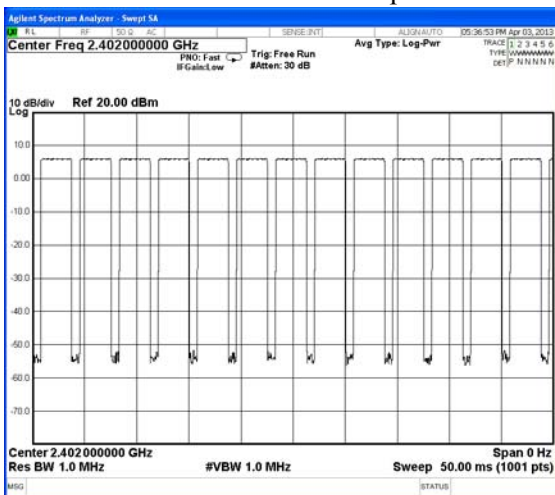 Agilent Spectrum Analyzer - Swept SA
RL RF 50 Ω AC SENSE:INT ALIGNAUTO 05:36:53 PM Apr 03, 2013
Center Freq 2.402000000 GHz
PNO: Fast
IFGain:Low
Trig: Free Run
#Atten: 30 dB
Avg Type: Log-Pwr
TRACE 1 2 3 4 5 6
TYPE
DET P N N N N N
10 dB/div Ref 20.00 dBm
Log
10.0
0.00
-10.0
-20.0
-30.0
-40.0
-50.0
-60.0
-70.0
Center 2.402000000 GHz Span 0 Hz
Res BW 1.0 MHz #VBW 1.0 MHz Sweep 50.00 ms (1001 pts)
MSG STATUS